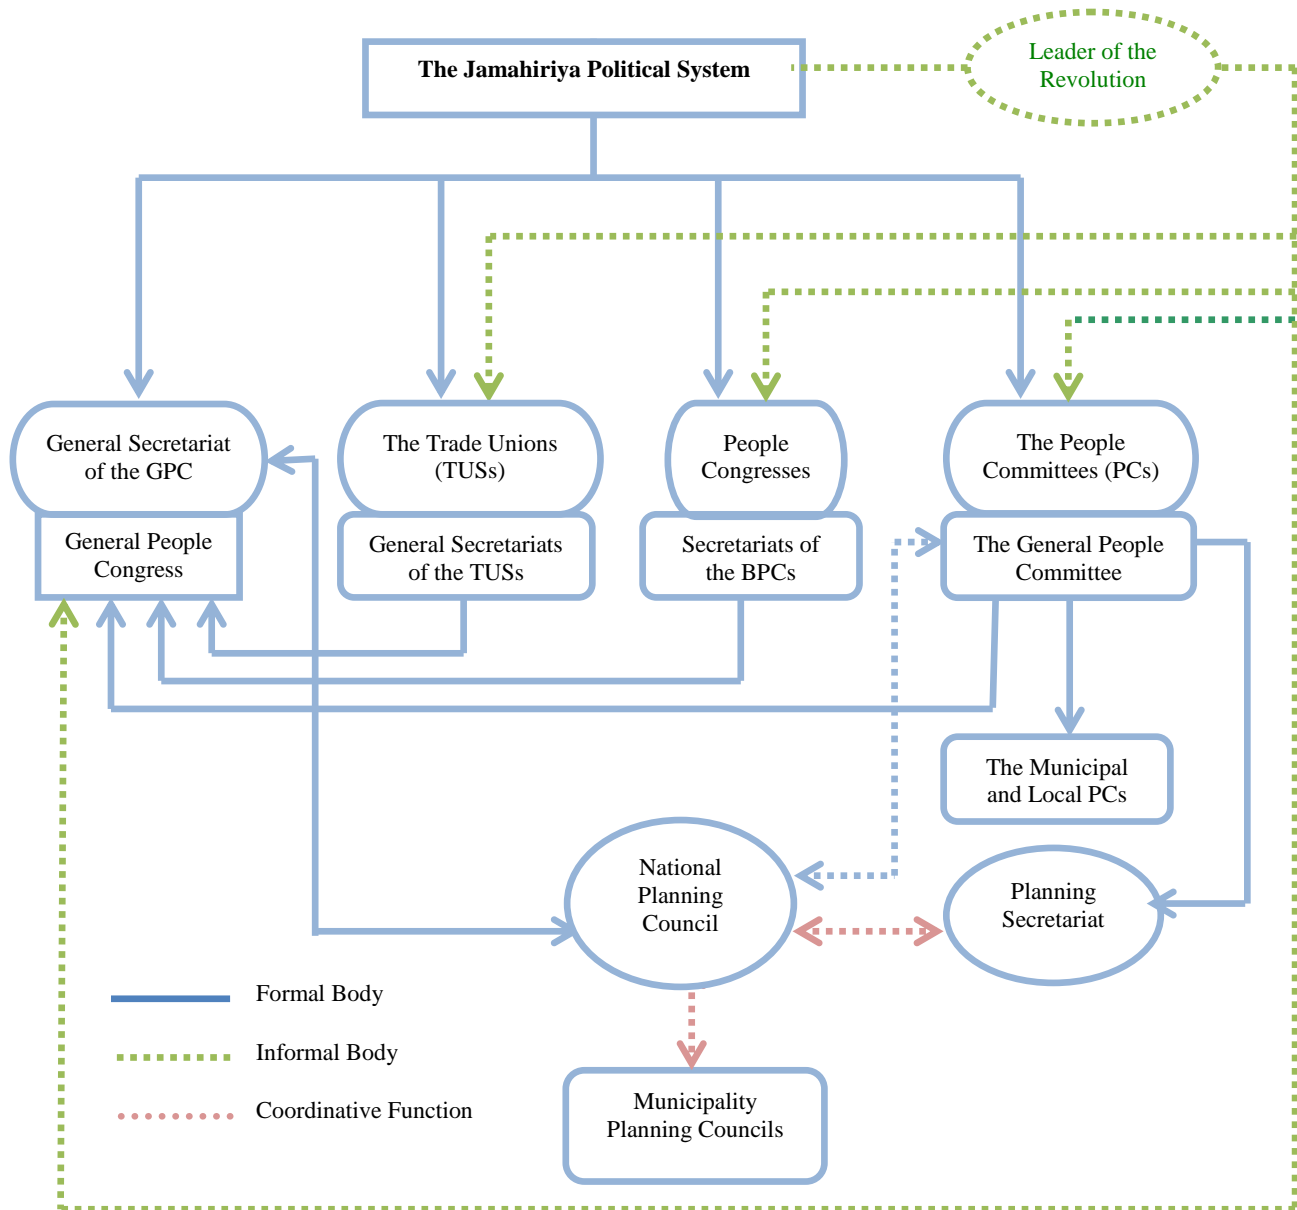 The Jamahiriya Political System
Leader of the
Revolution
General Secretariat
of the GPC
The Trade Unions
(TUSs)
People
Congresses
The People
Committees (PCs)
General People
Congress
General Secretariats
of the TUSs
Secretariats of
the BPCs
The General People
Committee
The Municipal
and Local PCs
National
Planning
Council
Planning
Secretariat
Formal Body
Informal Body
Coordinative Function
Municipality
Planning Councils